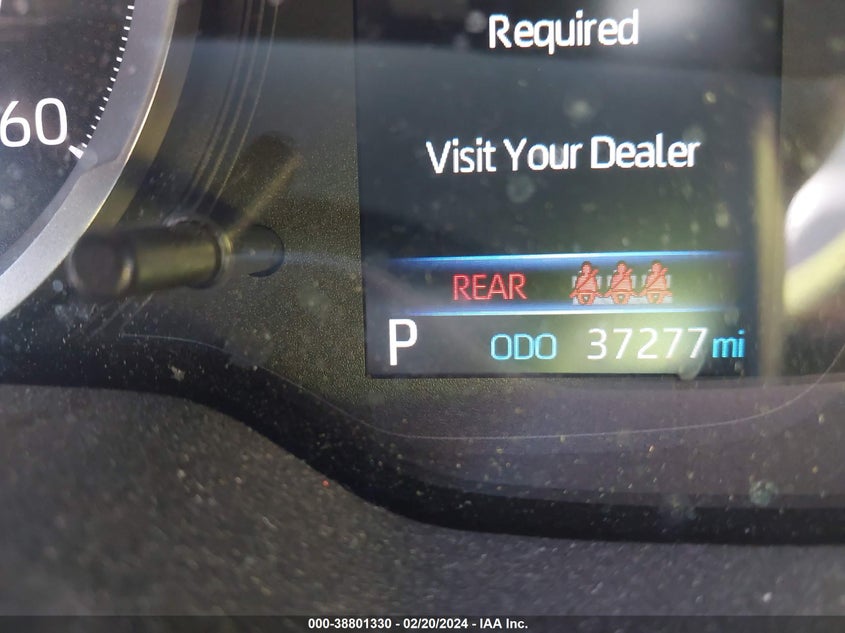 Required
60
Visit Your Dealer
REAR
P ODO 37277 mi
000-38801330 - 02/20/2024 - IAA Inc.